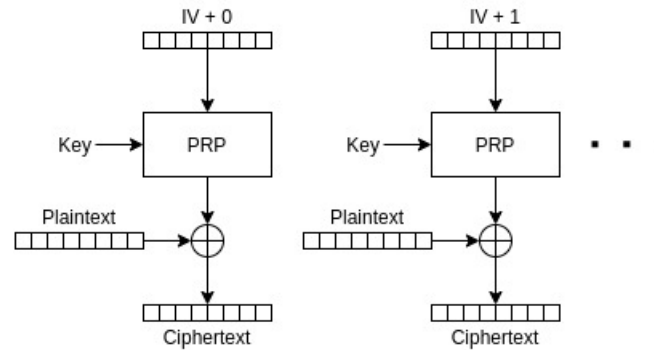 IV + 0
IV + 1
Key
PRP
Key
PRP
Plaintext
Plaintext
Ciphertext
Ciphertext